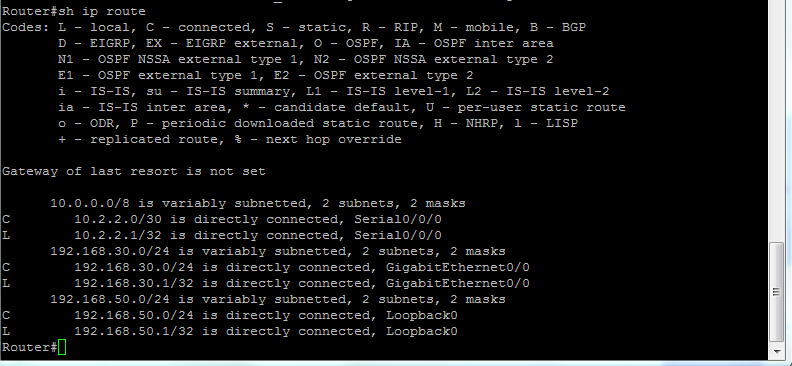 Router#sh ip route
Codes: L - local, C - connected, S - static, R - RIP, M - mobile, B - BGP
       D - EIGRP, EX - EIGRP external, O - OSPF, IA - OSPF inter area
       N1 - OSPF NSSA external type 1, N2 - OSPF NSSA external type 2
       E1 - OSPF external type 1, E2 - OSPF external type 2
       i - IS-IS, su - IS-IS summary, L1 - IS-IS level-1, L2 - IS-IS level-2
       ia - IS-IS inter area, * - candidate default, U - per-user static route
       o - ODR, P - periodic downloaded static route, H - NHRP, l - LISP
       + - replicated route, % - next hop override
Gateway of last resort is not set
      10.0.0.0/8 is variably subnetted, 2 subnets, 2 masks
C        10.2.2.0/30 is directly connected, Serial0/0/0
L        10.2.2.1/32 is directly connected, Serial0/0/0
      192.168.30.0/24 is variably subnetted, 2 subnets, 2 masks
C        192.168.30.0/24 is directly connected, GigabitEthernet0/0
L        192.168.30.1/32 is directly connected, GigabitEthernet0/0
      192.168.50.0/24 is variably subnetted, 2 subnets, 2 masks
C        192.168.50.0/24 is directly connected, Loopback0
L        192.168.50.1/32 is directly connected, Loopback0
Router#